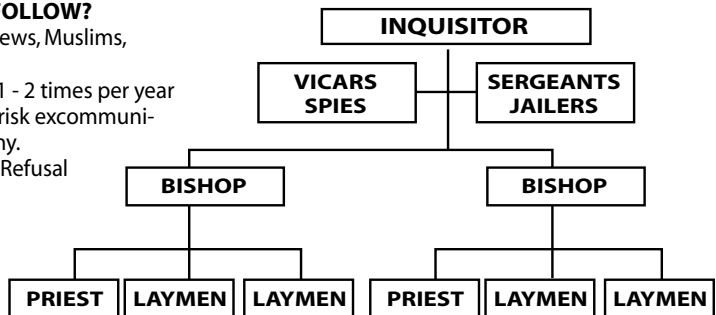 FOLLOW?
ews, Muslims,
1 - 2 times per year
risk excommuni-
ny.
Refusal
INQUISITOR
VICARS
SPIES
SERGEANTS
JAILERS
BISHOP
BISHOP
PRIEST
LAYMEN
LAYMEN
PRIEST
LAYMEN
LAYMEN